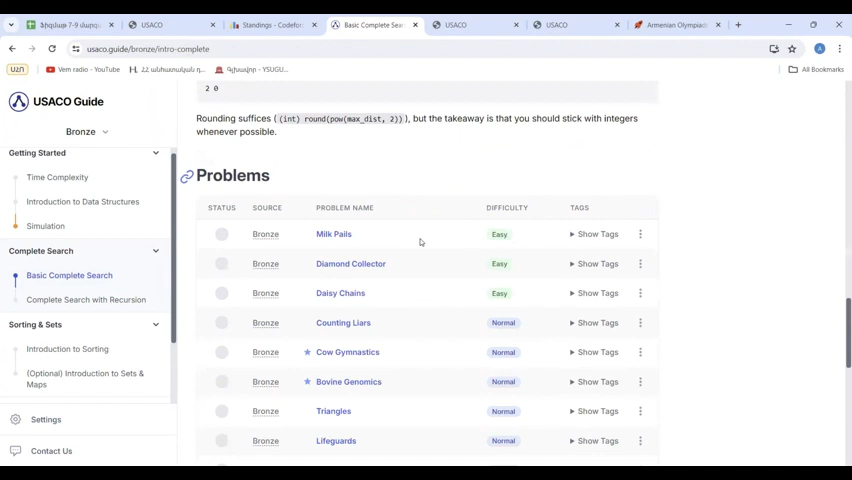 Ֆիզմաթ 7-9 մարզ
USACO
Standings - Codefor
Basic Complete Sear
USACO
USACO
Armenian Olympiad
usaco.guide/bronze/intro-complete
A
Vem radio - YouTube
ՀՀ անհատական դ...
Գլխավոր - YSUGU...
All Bookmarks
USACO Guide
Bronze
Getting Started
Time Complexity
Introduction to Data Structures
Simulation
Complete Search
Basic Complete Search
Complete Search with Recursion
Sorting & Sets
Introduction to Sorting
(Optional) Introduction to Sets &
Maps
Settings
Contact Us
2 0
Rounding suffices ( (int) round(pow(max_dist, 2)) ), but the takeaway is that you should stick with integers
whenever possible.
Problems
STATUS SOURCE PROBLEM NAME DIFFICULTY TAGS
Bronze Milk Pails Easy Show Tags
Bronze Diamond Collector Easy Show Tags
Bronze Daisy Chains Easy Show Tags
Bronze Counting Liars Normal Show Tags
Bronze Cow Gymnastics Normal Show Tags
Bronze Bovine Genomics Normal Show Tags
Bronze Triangles Normal Show Tags
Bronze Lifeguards Normal Show Tags